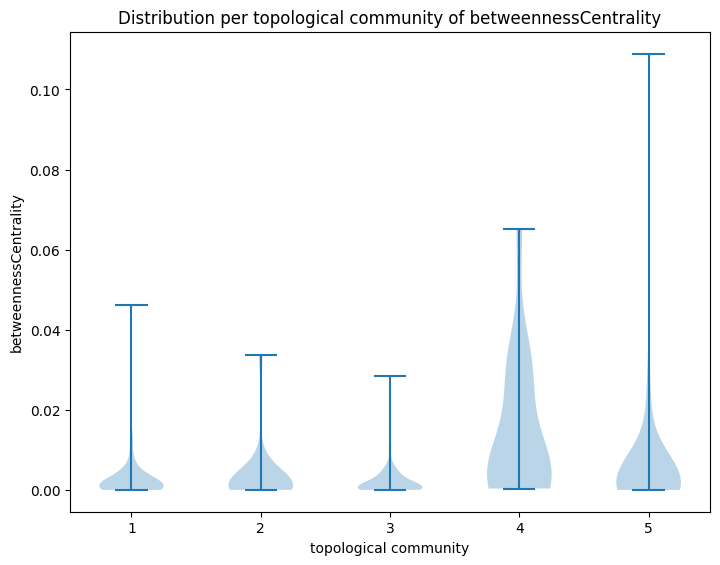 Distribution per topological community of betweennessCentrality
betweennessCentrality
0.10
0.08
0.06
0.04
0.02
0.00
1 2 3 4 5
topological community